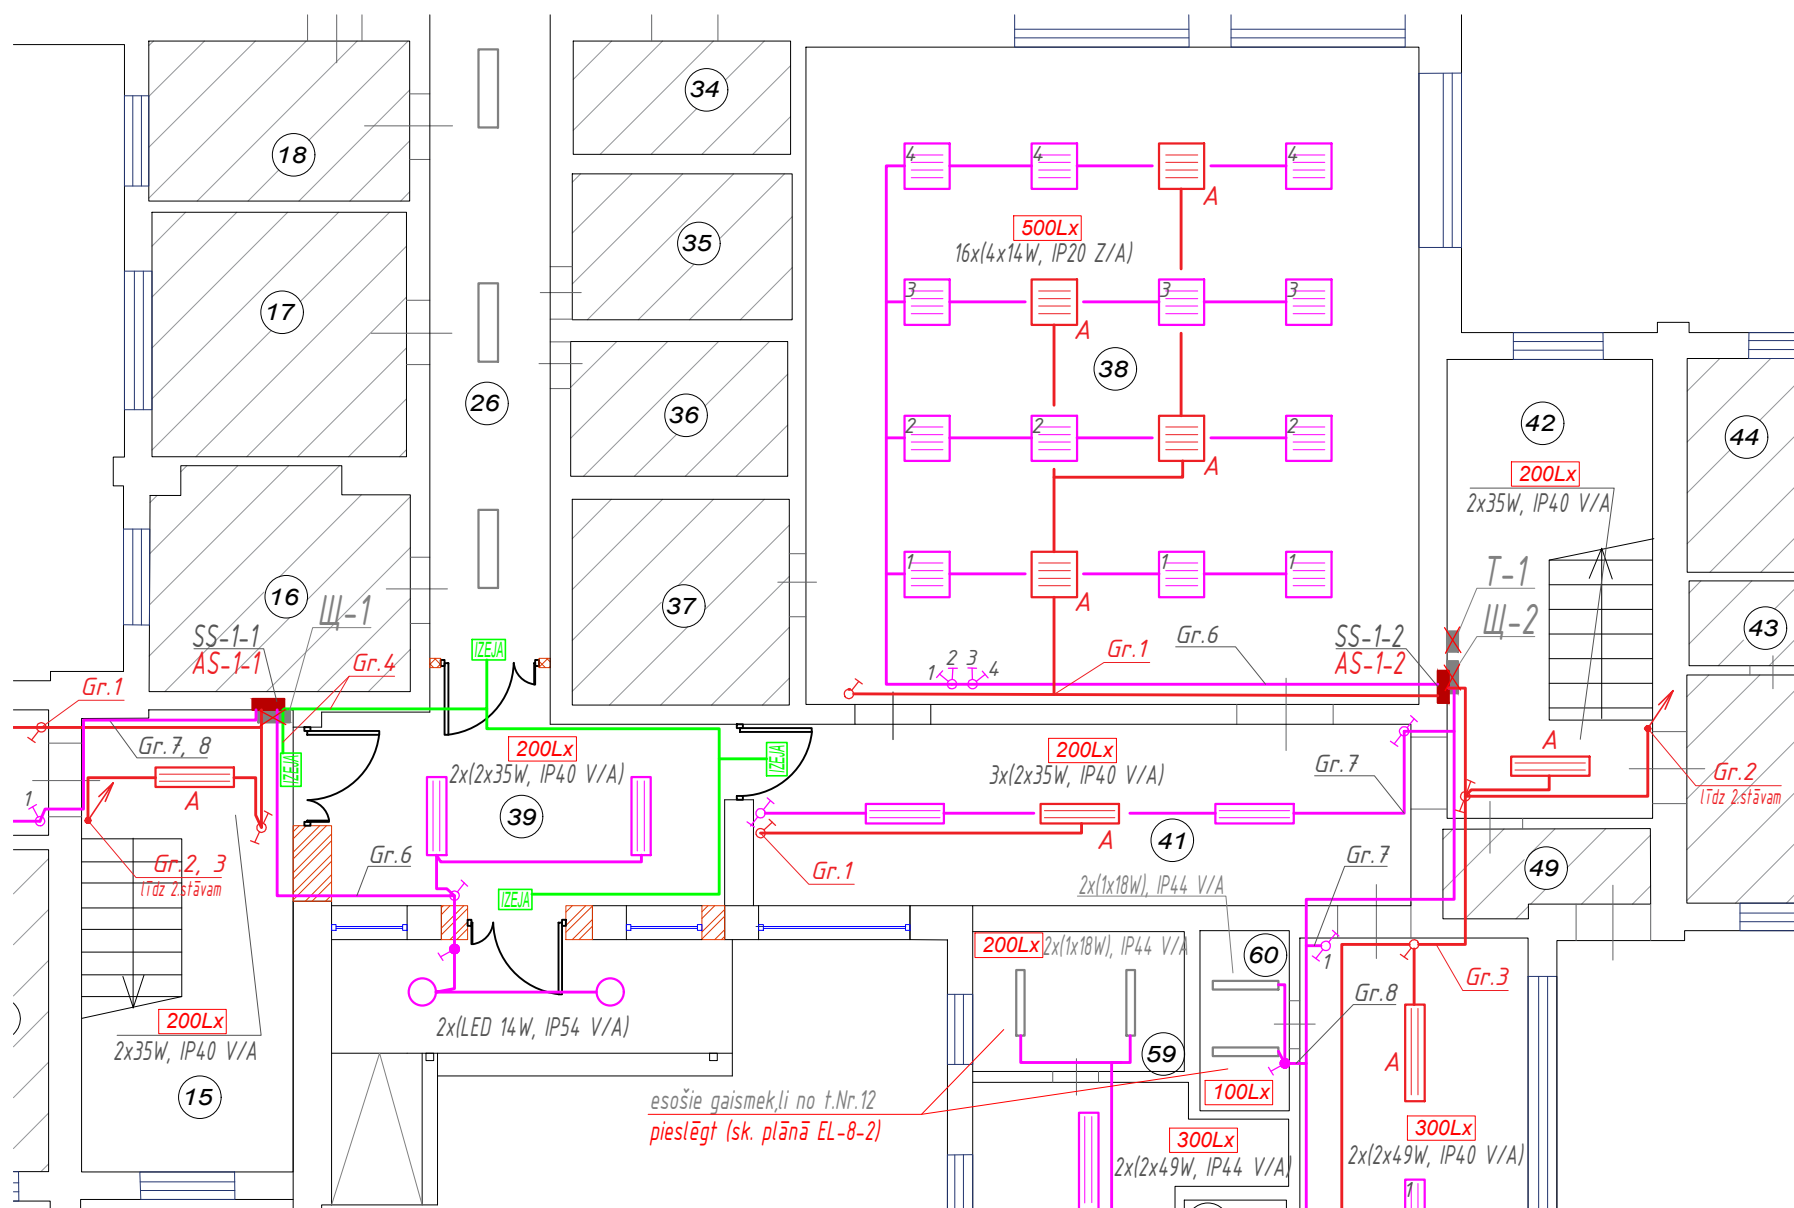 34
18
4
4
4
A
500Lx
16x(4x14W, IP20 Z/A)
35
17
3
3
3
A
38
26
36
42
44
2
2
2
A
200Lx
2x35W, IP40 V/A
16
Щ-1
37
1
1
1
A
T-1
Щ-2
43
SS-1-1
AS-1-1
Gr.4
IZEJA
Gr.1
Gr.6
SS-1-2
AS-1-2
1
2
3
4
Gr.1
Gr.7, 8
IZEJA
A
200Lx
2x(2x35W, IP40 V/A)
IZEJA
200Lx
3x(2x35W, IP40 V/A)
Gr.7
A
Gr.2
līdz 2.stāvam
1
39
A
41
Gr.1
Gr.2, 3
līdz 2.stāvam
Gr.6
IZEJA
Gr.7
49
2x(1x18W), IP44 V/A
200Lx
2x(1x18W), IP44 V/A
60
1
Gr.3
Gr.8
200Lx
2x35W, IP40 V/A
2x(LED 14W, IP54 V/A)
59
A
15
esošie gaismekļi no t.Nr.12
pieslēgt (sk. plānā EL-8-2)
100Lx
300Lx
2x(2x49W, IP44 V/A)
300Lx
2x(2x49W, IP40 V/A)
1